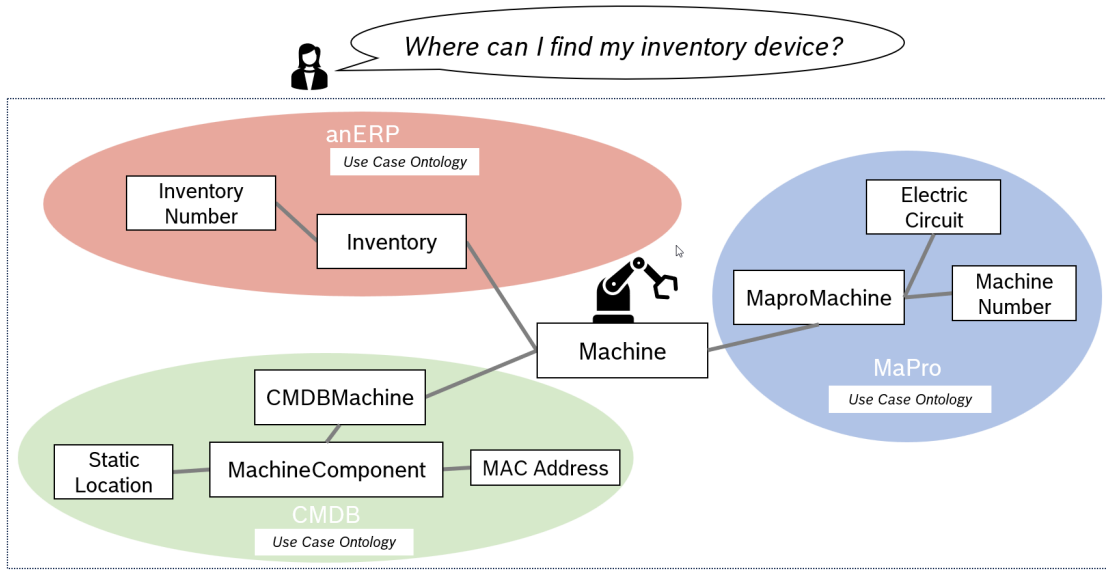 Where can I find my inventory device?
anERP
Use Case Ontology
Inventory
Number
Inventory
Electric
Circuit
MaproMachine
Machine
Number
Machine
MaPro
Use Case Ontology
CMDBMachine
Static
Location
MachineComponent
MAC Address
CMDB
Use Case Ontology